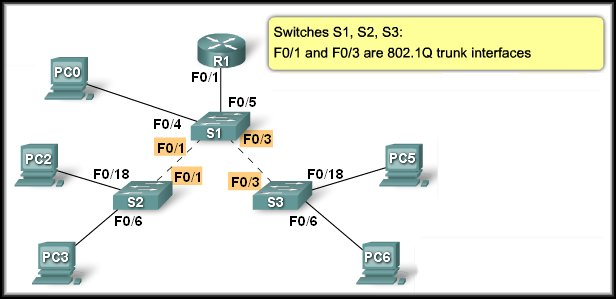 Switches S1, S2, S3:
F0/1 and F0/3 are 802.1Q trunk interfaces
R1
F0/1
PC0
F0/5
F0/4
S1
F0/1
F0/3
PC2
F0/18
F0/1
S2
F0/6
PC3
F0/3
F0/18
PC5
S3
F0/6
PC6